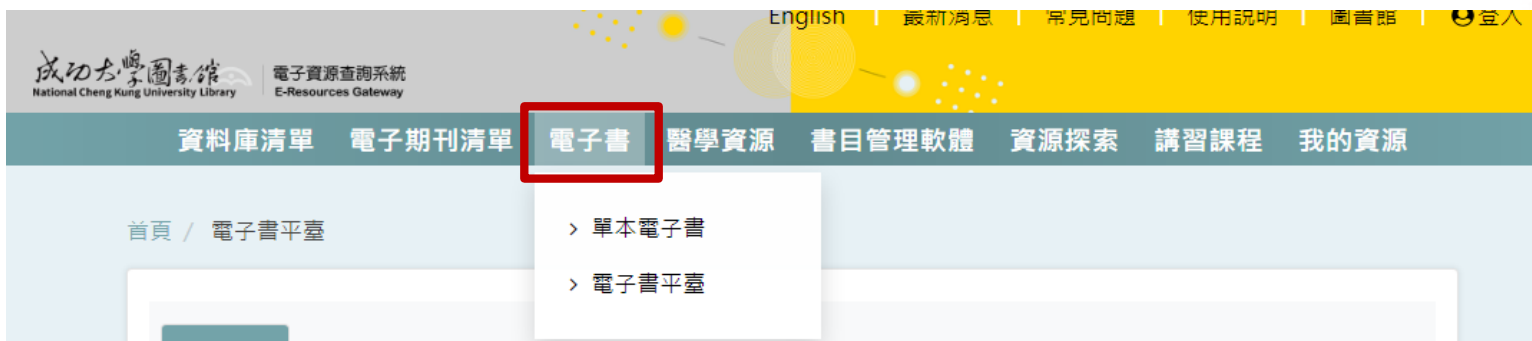 English | 最新消息 | 常見問題 | 使用說明 | 圖書館 | 登入
成功大學圖書館
National Cheng Kung University Library
電子資源查詢系統
E-Resources Gateway
資料庫清單 電子期刊清單 電子書 醫學資源 書目管理軟體 資源探索 講習課程 我的資源
首頁 / 電子書平臺
> 單本電子書
> 電子書平臺